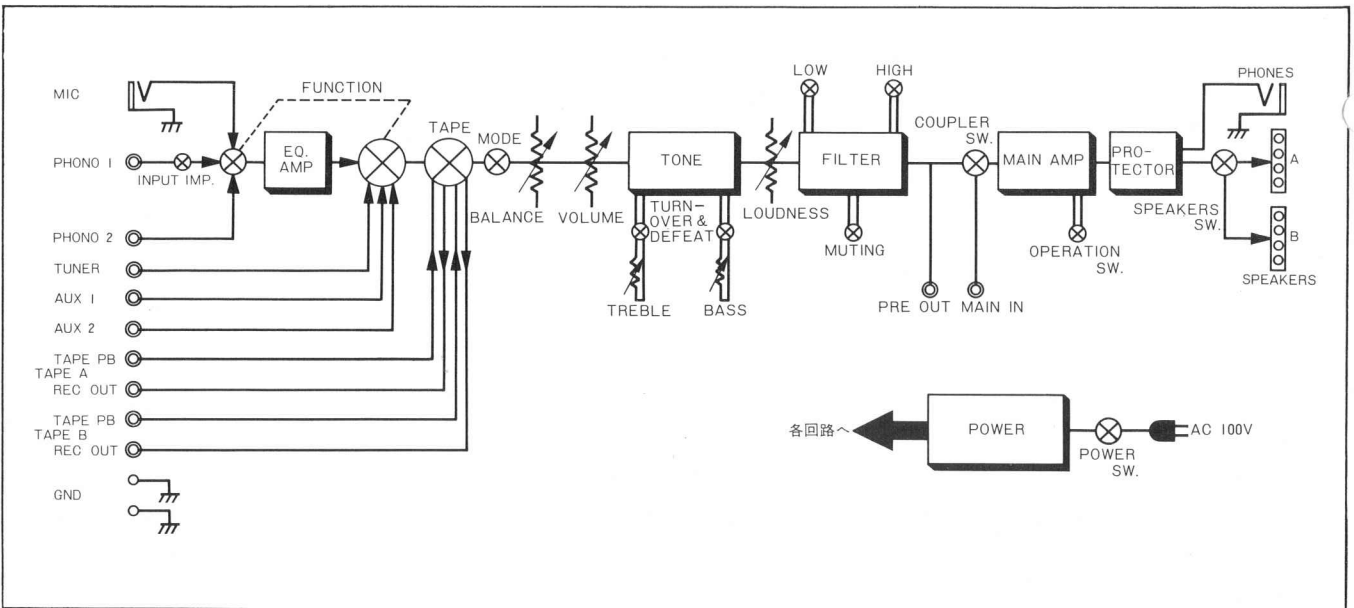 MIC
FUNCTION
PHONO 1
INPUT IMP.
EQ.
AMP
TAPE
MODE
BALANCE
VOLUME
TONE
TURN-
OVER &
DEFEAT
TREBLE
BASS
LOUDNESS
LOW
HIGH
FILTER
MUTING
COUPLER
SW.
PRE OUT
MAIN IN
MAIN AMP
OPERATION
SW.
PRO-
TECTOR
PHONES
SPEAKERS
SW.
A
B
SPEAKERS
PHONO 2
TUNER
AUX 1
AUX 2
TAPE PB
TAPE A
REC OUT
TAPE PB
TAPE B
REC OUT
GND
各回路へ
POWER
POWER
SW.
AC 100V